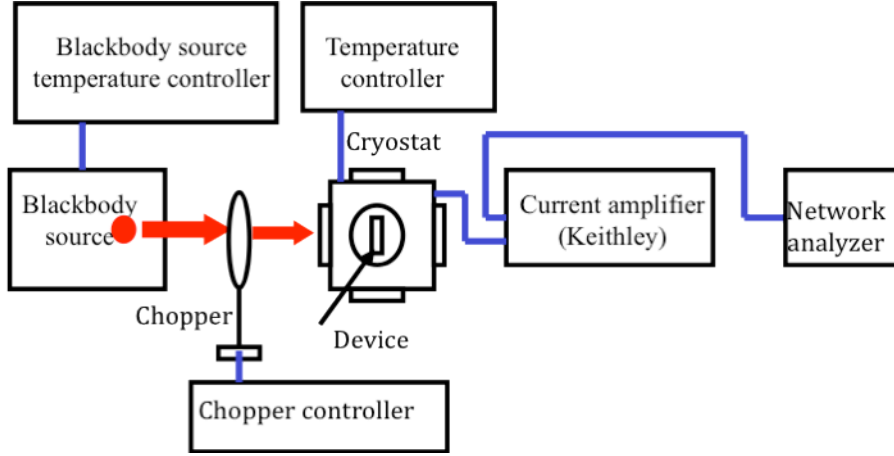 Blackbody source
temperature controller
Temperature
controller
Cryostat
Blackbody
source
Current amplifier
(Keithley)
Network
analyzer
Chopper
Device
Chopper controller